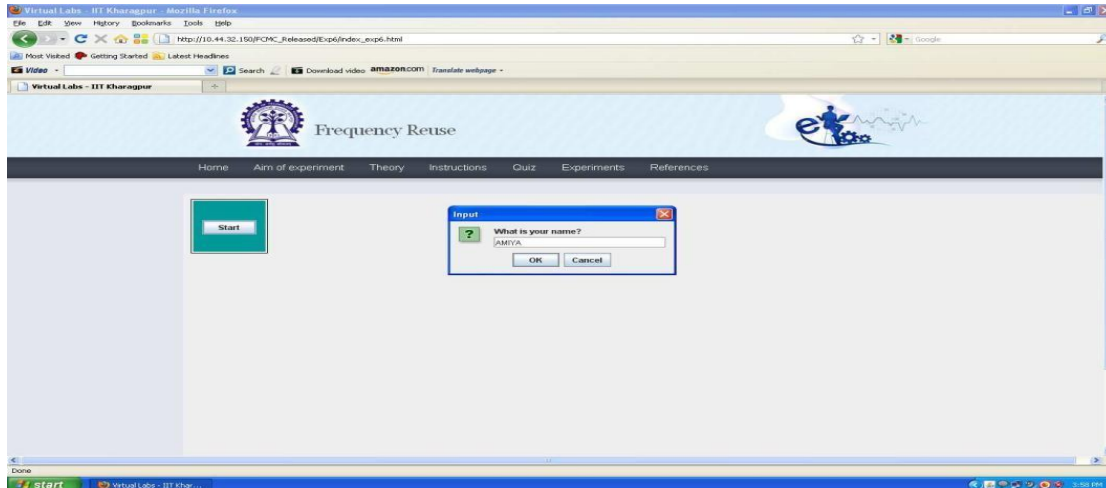 Virtual Labs - IIT Kharagpur - Mozilla Firefox
File Edit View History Bookmarks Tools Help
http://10.44.32.150/FCMC_Released/Exp6/index_exp6.html
Google
Most Visited Getting Started Latest Headlines
Video Search Download video amazon.com Translate webpage
Virtual Labs - IIT Kharagpur
Frequency Reuse
Home Aim of experiment Theory Instructions Quiz Experiments References
Start
Input
What is your name?
AMIYA
OK Cancel
Done
start Virtual Labs - IIT Khar... 3:58 PM